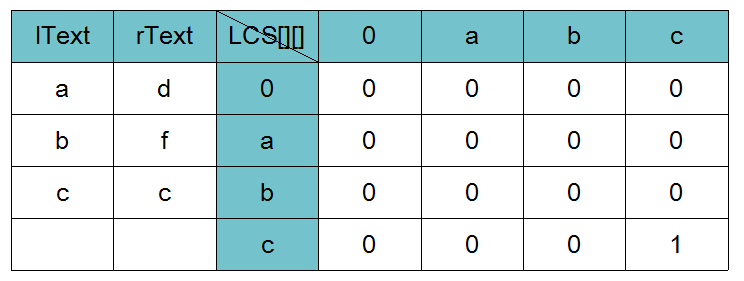 lText rText LCS[][] 0 a b c
a d 0 0 0 0 0
b f a 0 0 0 0
c c b 0 0 0 0
c 0 0 0 1